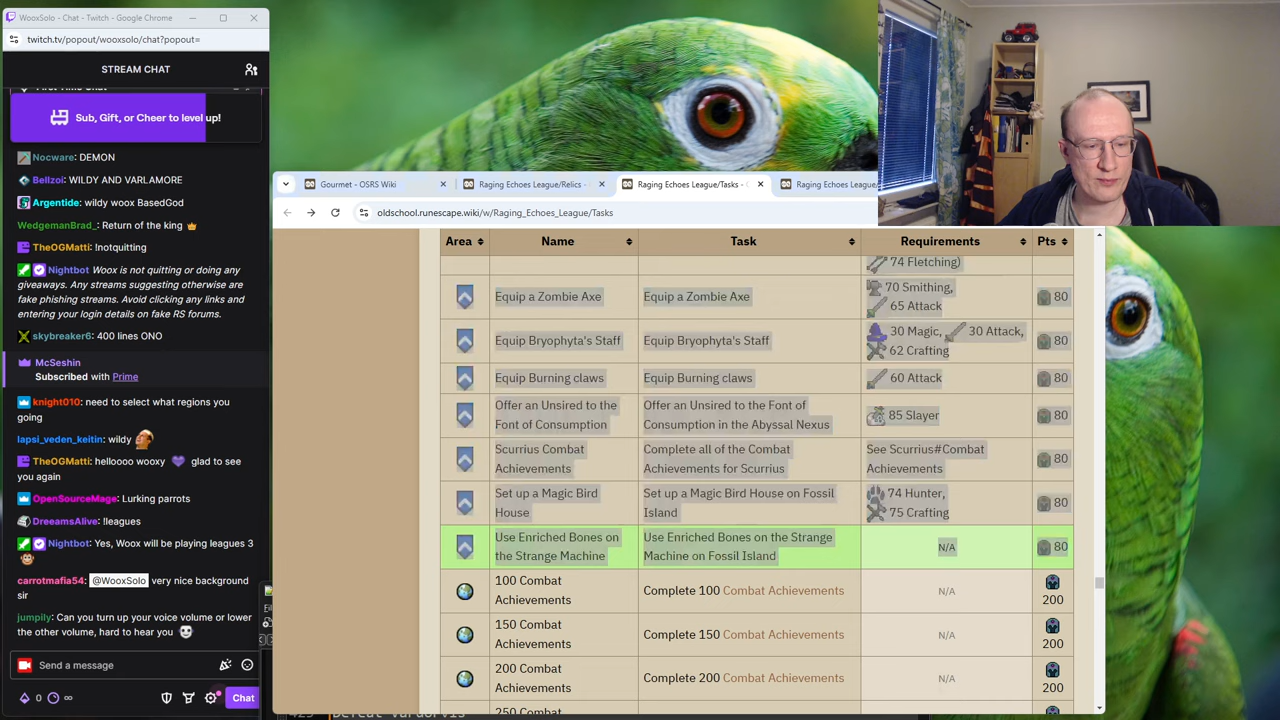 WooxSolo - Chat - Twitch - Google Chrome
twitch.tv/popout/wooxsolo/chat?popout=
STREAM CHAT
Sub, Gift, or Cheer to level up!
Nocware: DEMON
Bellzoi: WILDY AND VARLAMORE
Argentide: wildy woox BasedGod
WedgemanBrad_: Return of the king
TheOGMatti: !notquitting
Nightbot Woox is not quitting or doing any
giveaways. Any streams suggesting otherwise are
fake phishing streams. Avoid clicking any links and
entering your login details on fake RS forums.
skybreaker6: 400 lines ONO
McSeshin
Subscribed with Prime
knight010: need to select what regions you
going
lapsi_veden_keitin: wildy
TheOGMatti: helloooo wooxy glad to see
you again
OpenSourceMage: Lurking parrots
DreeamsAlive: !leagues
Nightbot: Yes, Woox will be playing leagues 3
carrotmafia54: @WooxSolo very nice background
sir
jumpily: Can you turn up your voice volume or lower
the other volume, hard to hear you
Send a message
0 ∞
Chat
Gourmet - OSRS Wiki
Raging Echoes League/Relics -
Raging Echoes League/Tasks -
Raging Echoes League/
oldschool.runescape.wiki/w/Raging_Echoes_League/Tasks
Area Name Task Requirements Pts
74 Fletching)
Equip a Zombie Axe Equip a Zombie Axe 70 Smithing, 80
65 Attack
Equip Bryophyta's Staff Equip Bryophyta's Staff 30 Magic, 30 Attack, 80
62 Crafting
Equip Burning claws Equip Burning claws 60 Attack 80
Offer an Unsired to the Offer an Unsired to the Font of 85 Slayer 80
Font of Consumption Consumption in the Abyssal Nexus
Scurrius Combat Complete all of the Combat See Scurrius#Combat 80
Achievements Achievements for Scurrius Achievements
Set up a Magic Bird Set up a Magic Bird House on Fossil 74 Hunter, 80
House Island 75 Crafting
Use Enriched Bones on Use Enriched Bones on the Strange N/A 80
the Strange Machine Machine on Fossil Island
100 Combat Complete 100 Combat Achievements N/A
Achievements 200
150 Combat Complete 150 Combat Achievements N/A
Achievements 200
200 Combat Complete 200 Combat Achievements N/A
Achievements 200
250 Combat